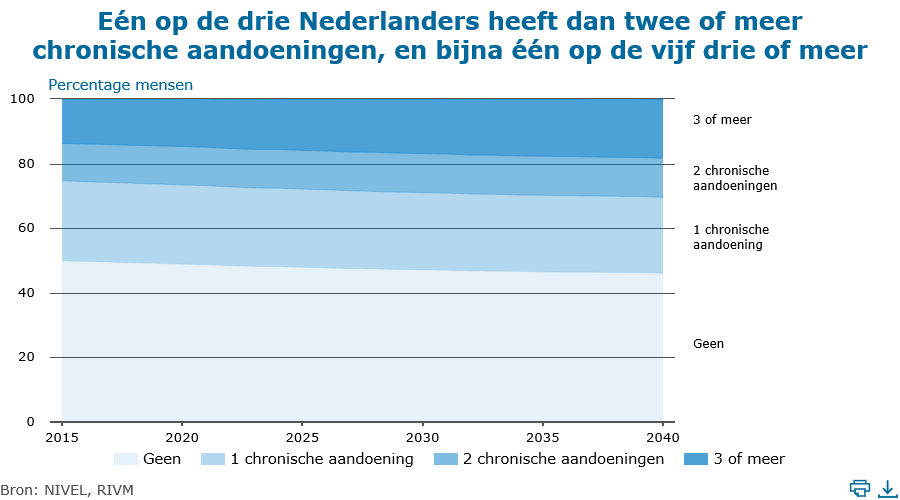 Eén op de drie Nederlanders heeft dan twee of meer
chronische aandoeningen, en bijna één op de vijf drie of meer
Percentage mensen
100
80
60
40
20
0
3 of meer
2 chronische
aandoeningen
1 chronische
aandoening
Geen
2015 2020 2025 2030 2035 2040
Geen 1 chronische aandoening 2 chronische aandoeningen 3 of meer
Bron: NIVEL, RIVM